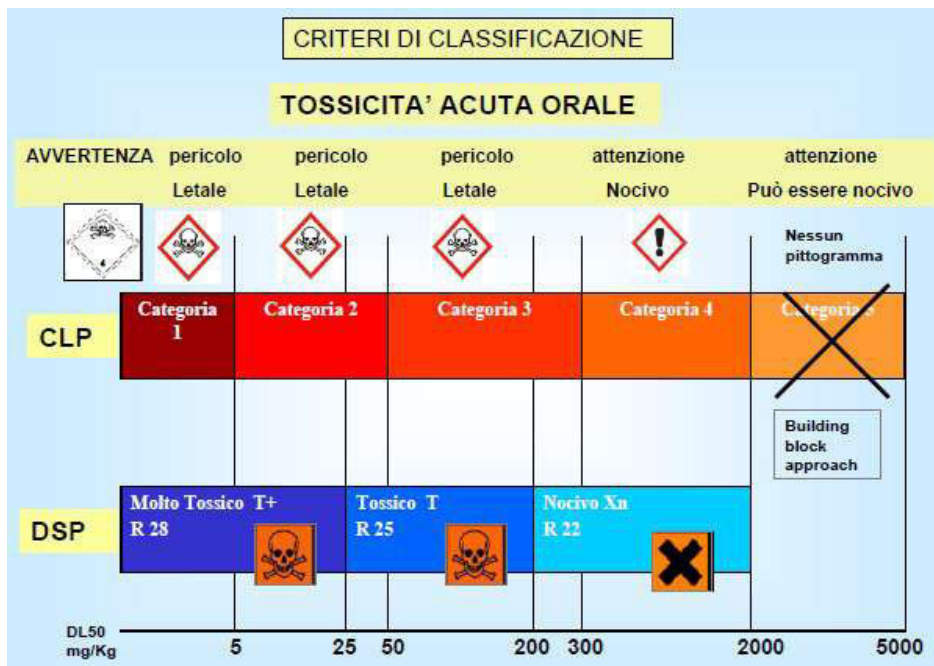 CRITERI DI CLASSIFICAZIONE
TOSSICITA' ACUTA ORALE
AVVERTENZA pericolo pericolo pericolo attenzione attenzione
Letale Letale Letale Nocivo Può essere nocivo
Nessun
pittogramma
CLP
Categoria
1
Categoria 2
Categoria 3
Categoria 4
Categoria 5
Building
block
approach
DSP
Molto Tossico T+
R 28
Tossico T
R 25
Nocivo Xn
R 22
DL50
mg/Kg
5 25 50 200 300 2000 5000